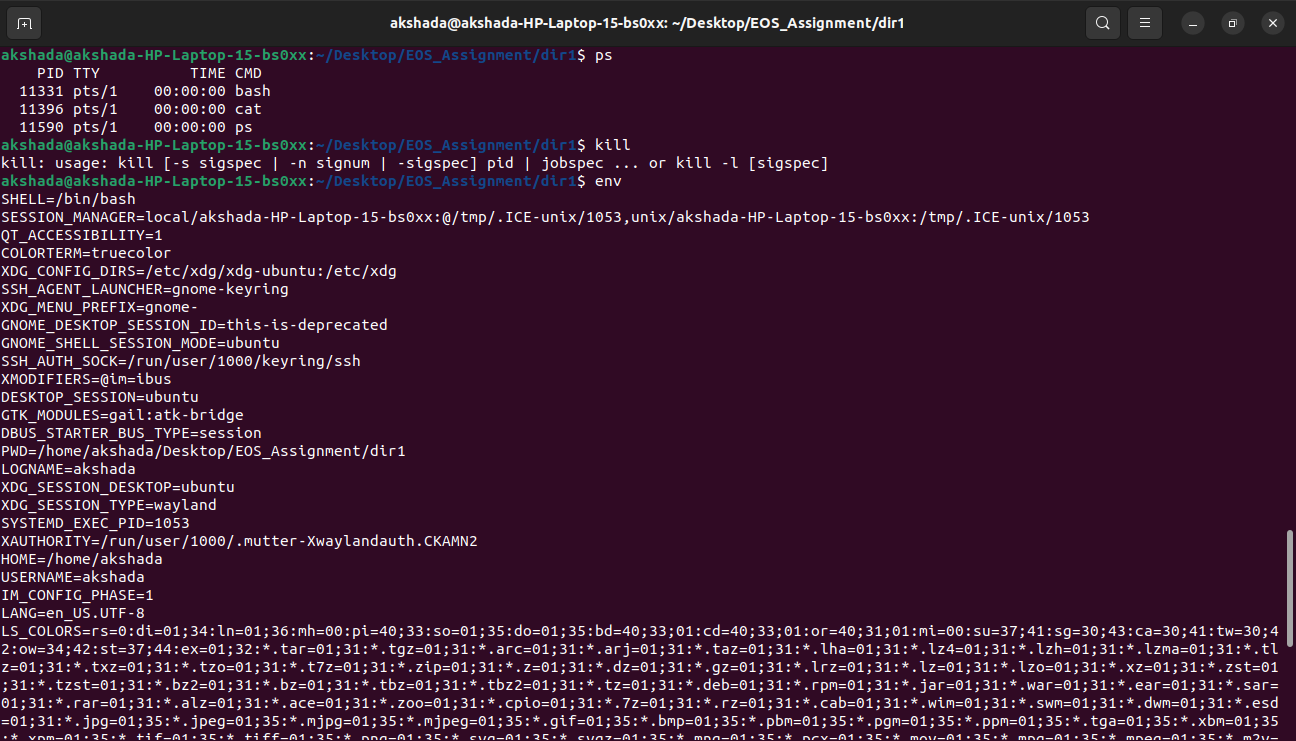 akshada@akshada-HP-Laptop-15-bs0xx: ~/Desktop/EOS_Assignment/dir1
akshada@akshada-HP-Laptop-15-bs0xx:~/Desktop/EOS_Assignment/dir1$ ps
    PID TTY          TIME CMD
  11331 pts/1    00:00:00 bash
  11396 pts/1    00:00:00 cat
  11590 pts/1    00:00:00 ps
akshada@akshada-HP-Laptop-15-bs0xx:~/Desktop/EOS_Assignment/dir1$ kill
kill: usage: kill [-s sigspec | -n signum | -sigspec] pid | jobspec ... or kill -l [sigspec]
akshada@akshada-HP-Laptop-15-bs0xx:~/Desktop/EOS_Assignment/dir1$ env
SHELL=/bin/bash
SESSION_MANAGER=local/akshada-HP-Laptop-15-bs0xx:@/tmp/.ICE-unix/1053,unix/akshada-HP-Laptop-15-bs0xx:/tmp/.ICE-unix/1053
QT_ACCESSIBILITY=1
COLORTERM=truecolor
XDG_CONFIG_DIRS=/etc/xdg/xdg-ubuntu:/etc/xdg
SSH_AGENT_LAUNCHER=gnome-keyring
XDG_MENU_PREFIX=gnome-
GNOME_DESKTOP_SESSION_ID=this-is-deprecated
GNOME_SHELL_SESSION_MODE=ubuntu
SSH_AUTH_SOCK=/run/user/1000/keyring/ssh
XMODIFIERS=@im=ibus
DESKTOP_SESSION=ubuntu
GTK_MODULES=gail:atk-bridge
DBUS_STARTER_BUS_TYPE=session
PWD=/home/akshada/Desktop/EOS_Assignment/dir1
LOGNAME=akshada
XDG_SESSION_DESKTOP=ubuntu
XDG_SESSION_TYPE=wayland
SYSTEMD_EXEC_PID=1053
XAUTHORITY=/run/user/1000/.mutter-Xwaylandauth.CKAMN2
HOME=/home/akshada
USERNAME=akshada
IM_CONFIG_PHASE=1
LANG=en_US.UTF-8
LS_COLORS=rs=0:di=01;34:ln=01;36:mh=00:pi=40;33:so=01;35:do=01;35:bd=40;33;01:cd=40;33;01:or=40;31;01:mi=00:su=37;41:sg=30;43:ca=30;41:tw=30;4
2:ow=34;42:st=37;44:ex=01;32:*.tar=01;31:*.tgz=01;31:*.arc=01;31:*.arj=01;31:*.taz=01;31:*.lha=01;31:*.lz4=01;31:*.lzh=01;31:*.lzma=01;31:*.tl
z=01;31:*.txz=01;31:*.tzo=01;31:*.t7z=01;31:*.zip=01;31:*.z=01;31:*.dz=01;31:*.gz=01;31:*.lrz=01;31:*.lz=01;31:*.lzo=01;31:*.xz=01;31:*.zst=01
;31:*.tzst=01;31:*.bz2=01;31:*.bz=01;31:*.tbz=01;31:*.tbz2=01;31:*.tz=01;31:*.deb=01;31:*.rpm=01;31:*.jar=01;31:*.war=01;31:*.ear=01;31:*.sar=
01;31:*.rar=01;31:*.alz=01;31:*.ace=01;31:*.zoo=01;31:*.cpio=01;31:*.7z=01;31:*.rz=01;31:*.cab=01;31:*.wim=01;31:*.swm=01;31:*.dwm=01;31:*.esd
=01;31:*.jpg=01;35:*.jpeg=01;35:*.mjpg=01;35:*.mjpeg=01;35:*.gif=01;35:*.bmp=01;35:*.pbm=01;35:*.pgm=01;35:*.ppm=01;35:*.tga=01;35:*.xbm=01;35